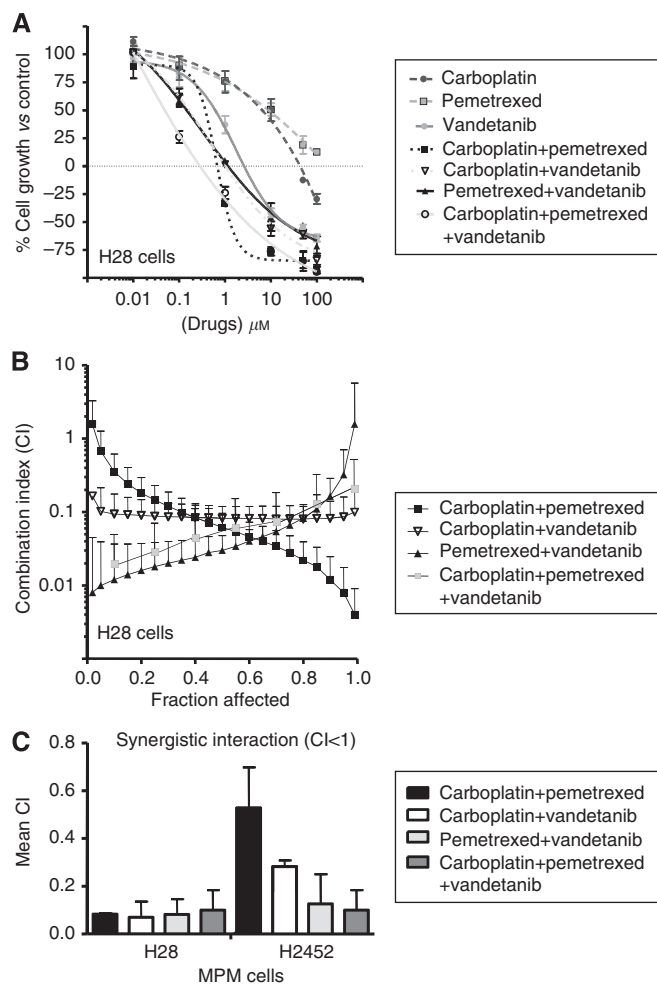 A
100
75
50
25
0
−25
−50
−75
% Cell growth vs control
H28 cells
0.01 0.1 1 10 100
(Drugs) μM
Carboplatin
Pemetrexed
Vandetanib
Carboplatin+pemetrexed
Carboplatin+vandetanib
Pemetrexed+vandetanib
Carboplatin+pemetrexed
+vandetanib
B
10
1
0.1
0.01
Combination index (CI)
H28 cells
0.0 0.2 0.4 0.6 0.8 1.0
Fraction affected
Carboplatin+pemetrexed
Carboplatin+vandetanib
Pemetrexed+vandetanib
Carboplatin+pemetrexed
+vandetanib
C
Synergistic interaction (CI<1)
0.8
0.6
0.4
0.2
0.0
Mean CI
H28 H2452
MPM cells
Carboplatin+pemetrexed
Carboplatin+vandetanib
Pemetrexed+vandetanib
Carboplatin+pemetrexed
+vandetanib